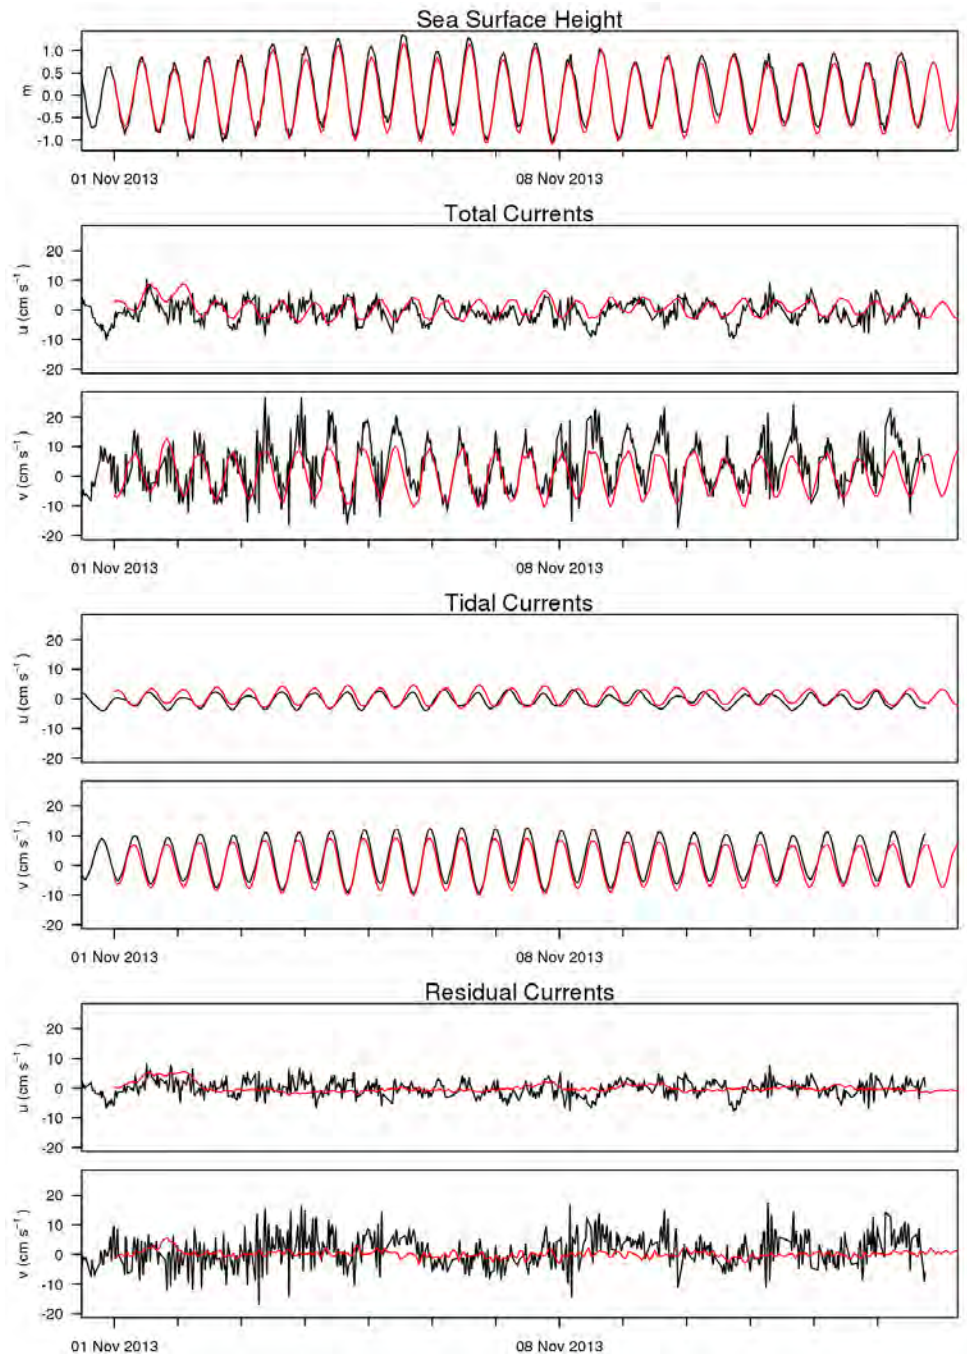 Sea Surface Height
m
1.0
0.5
0.0
-0.5
-1.0
01 Nov 2013 08 Nov 2013
Total Currents
u (cm s⁻¹)
20
10
0
-10
-20
v (cm s⁻¹)
20
10
0
-10
-20
01 Nov 2013 08 Nov 2013
Tidal Currents
u (cm s⁻¹)
20
10
0
-10
-20
v (cm s⁻¹)
20
10
0
-10
-20
01 Nov 2013 08 Nov 2013
Residual Currents
u (cm s⁻¹)
20
10
0
-10
-20
v (cm s⁻¹)
20
10
0
-10
-20
01 Nov 2013 08 Nov 2013